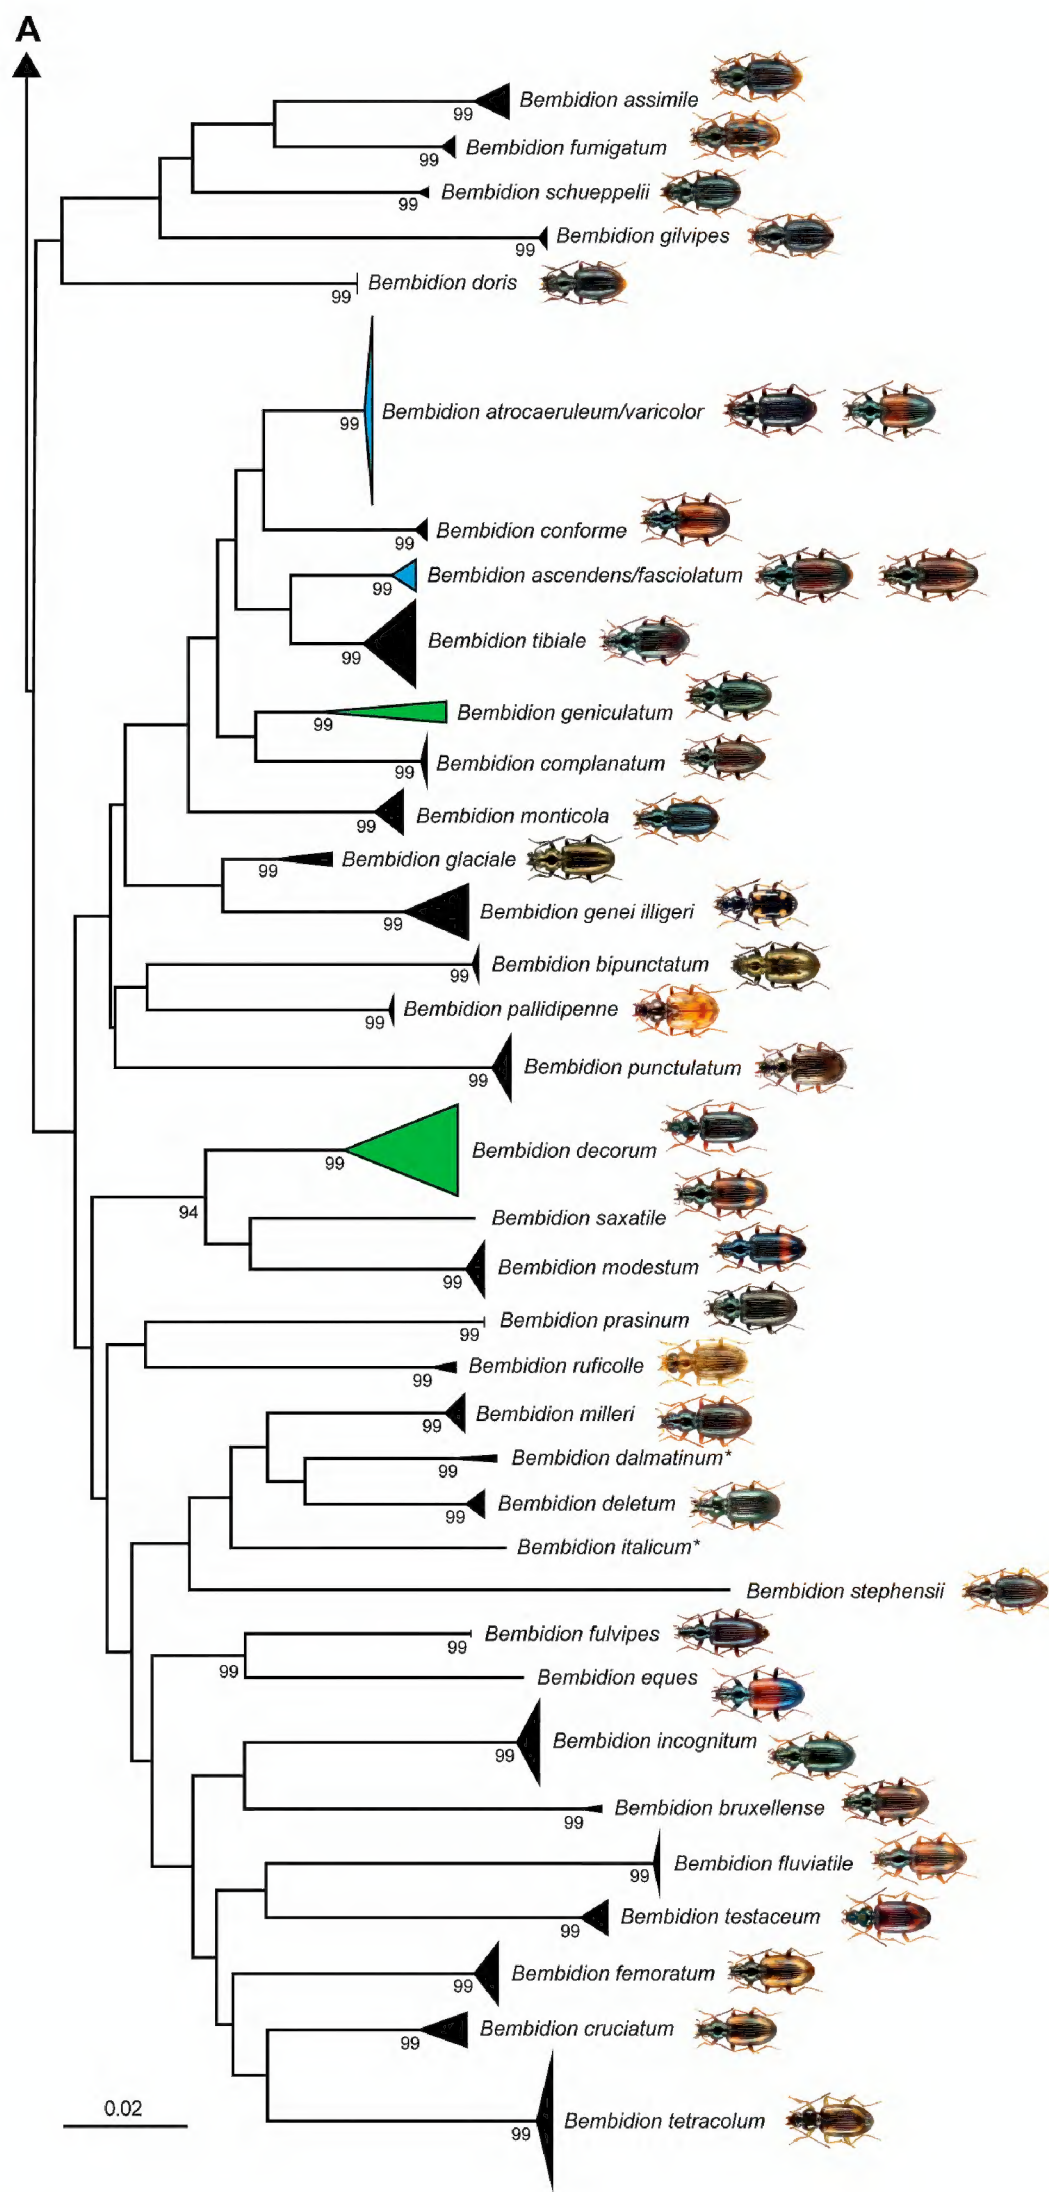 A
Bembidion assimile
99
Bembidion fumigatum
99
Bembidion schueppelii
99
Bembidion gilvipes
99
Bembidion doris
99
Bembidion atrocaeruleum/varicolor
99
Bembidion conforme
99
Bembidion ascendens/fasciolatum
99
Bembidion tibiale
99
Bembidion geniculatum
99
Bembidion complanatum
99
Bembidion monticola
99
Bembidion glaciale
99
Bembidion genei illigeri
99
Bembidion bipunctatum
99
Bembidion pallidipenne
99
Bembidion punctulatum
99
Bembidion decorum
99
94
Bembidion saxatile
Bembidion modestum
99
Bembidion prasinum
99
Bembidion ruficolle
99
Bembidion milleri
99
Bembidion dalmatinum*
99
Bembidion deletum
99
Bembidion italicum*
Bembidion stephensii
Bembidion fulvipes
99
99
Bembidion eques
Bembidion incognitum
99
Bembidion bruxellense
99
Bembidion fluviatile
99
Bembidion testaceum
99
Bembidion femoratum
99
Bembidion cruciatum
99
0.02
Bembidion tetracolum
99